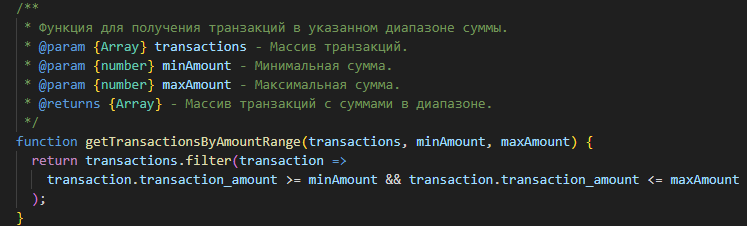 /**
 * Функция для получения транзакций в указанном диапазоне суммы.
 * @param {Array} transactions - Массив транзакций.
 * @param {number} minAmount - Минимальная сумма.
 * @param {number} maxAmount - Максимальная сумма.
 * @returns {Array} - Массив транзакций с суммами в диапазоне.
 */
function getTransactionsByAmountRange(transactions, minAmount, maxAmount) {
  return transactions.filter(transaction =>
    transaction.transaction_amount >= minAmount && transaction.transaction_amount <= maxAmount
  );
}